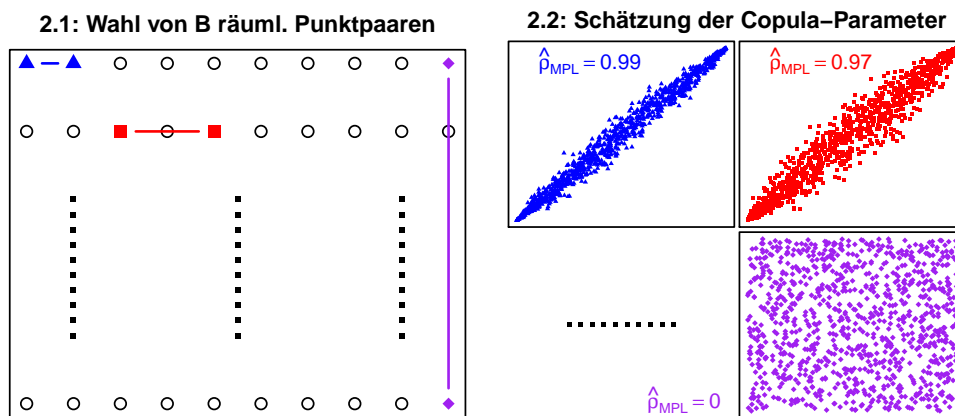 2.1: Wahl von B räuml. Punktpaaren
2.2: Schätzung der Copula−Parameter
ρ̂MPL = 0.99
ρ̂MPL = 0.97
ρ̂MPL = 0